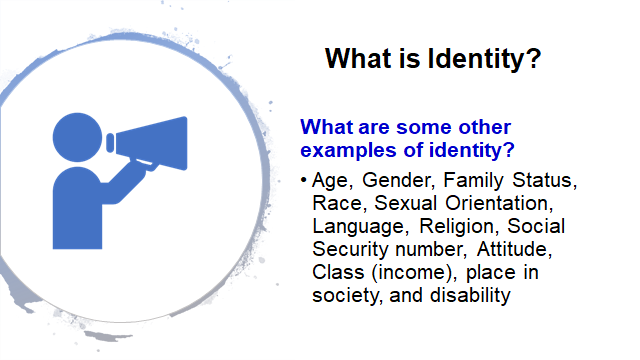 What is Identity?
What are some other
examples of identity?
• Age, Gender, Family Status,
Race, Sexual Orientation,
Language, Religion, Social
Security number, Attitude,
Class (income), place in
society, and disability